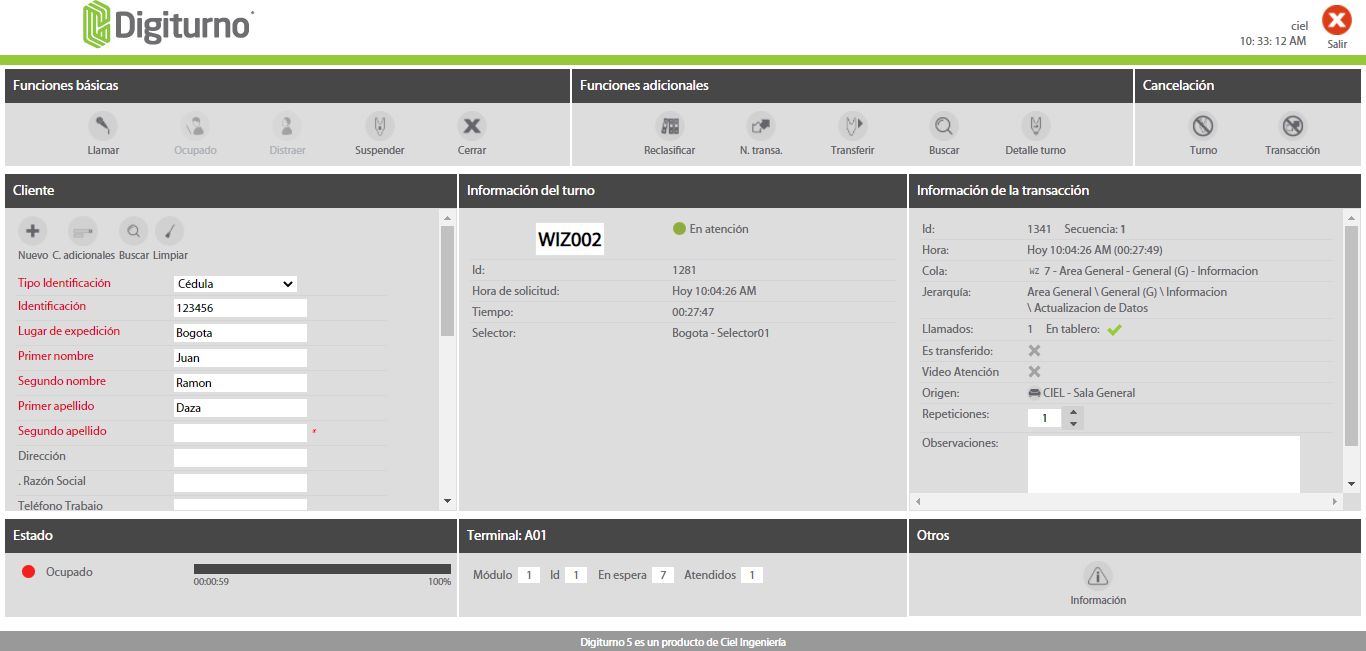 Digiturno
ciel
10: 33: 12 AM
Salir
Funciones básicas
Llamar
Ocupado
Distraer
Suspender
Cerrar
Funciones adicionales
Reclasificar
N. transa.
Transferir
Buscar
Detalle turno
Cancelación
Turno
Transacción
Cliente
Nuevo
C. adicionales
Buscar
Limpiar
Tipo Identificación Cédula
Identificación 123456
Lugar de expedición Bogota
Primer nombre Juan
Segundo nombre Ramon
Primer apellido Daza
Segundo apellido *
Dirección
. Razón Social
Teléfono Trabajo
Información del turno
WIZ002
En atención
Id: 1281
Hora de solicitud: Hoy 10:04:26 AM
Tiempo: 00:27:47
Selector: Bogota - Selector01
Información de la transacción
Id: 1341 Secuencia: 1
Hora: Hoy 10:04:26 AM (00:27:49)
Cola: WZ 7 - Area General - General (G) - Informacion
Jerarquía: Area General \ General (G) \ Informacion
\ Actualizacion de Datos
Llamados: 1 En tablero:
Es transferido:
Video Atención
Origen: CIEL - Sala General
Repeticiones: 1
Observaciones:
Estado
Ocupado
00:00:59 100%
Terminal: A01
Módulo 1 Id 1 En espera 7 Atendidos 1
Otros
Información
Digiturno 5 es un producto de Ciel Ingeniería